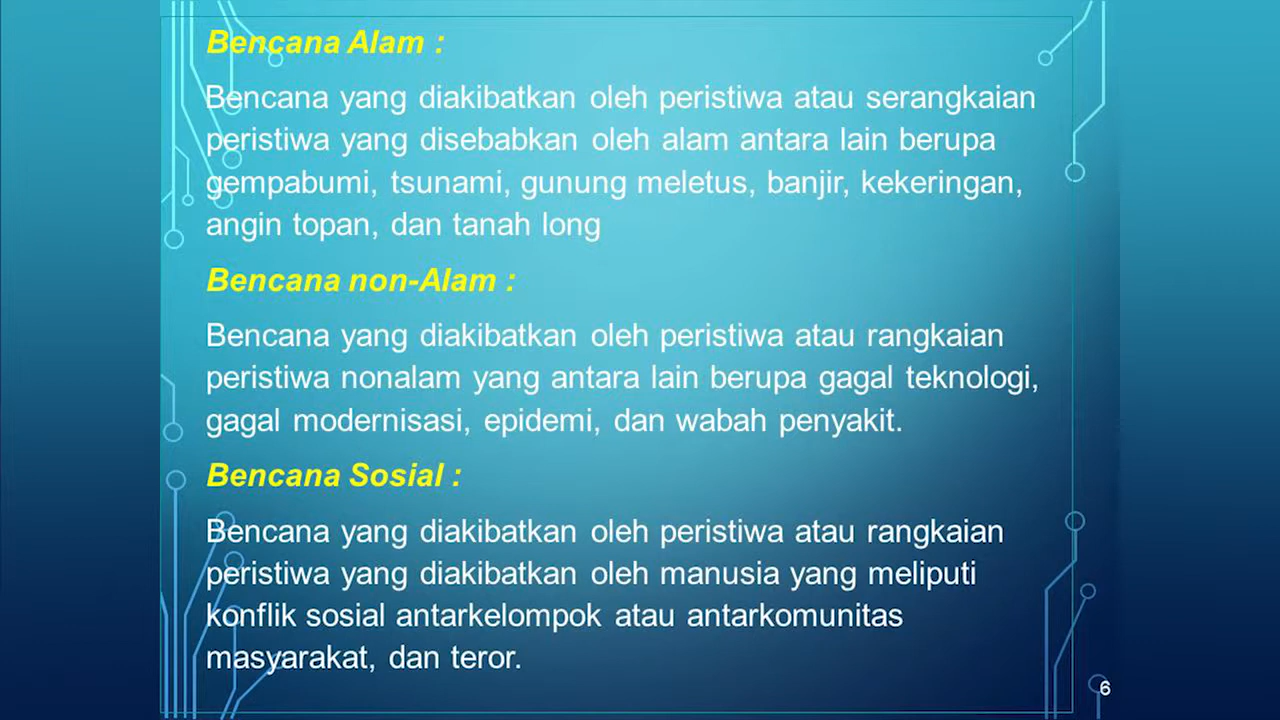 Bencana Alam :
Bencana yang diakibatkan oleh peristiwa atau serangkaian
peristiwa yang disebabkan oleh alam antara lain berupa
gempabumi, tsunami, gunung meletus, banjir, kekeringan,
angin topan, dan tanah long
Bencana non-Alam :
Bencana yang diakibatkan oleh peristiwa atau rangkaian
peristiwa nonalam yang antara lain berupa gagal teknologi,
gagal modernisasi, epidemi, dan wabah penyakit.
Bencana Sosial :
Bencana yang diakibatkan oleh peristiwa atau rangkaian
peristiwa yang diakibatkan oleh manusia yang meliputi
konflik sosial antarkelompok atau antarkomunitas
masyarakat, dan teror.
6